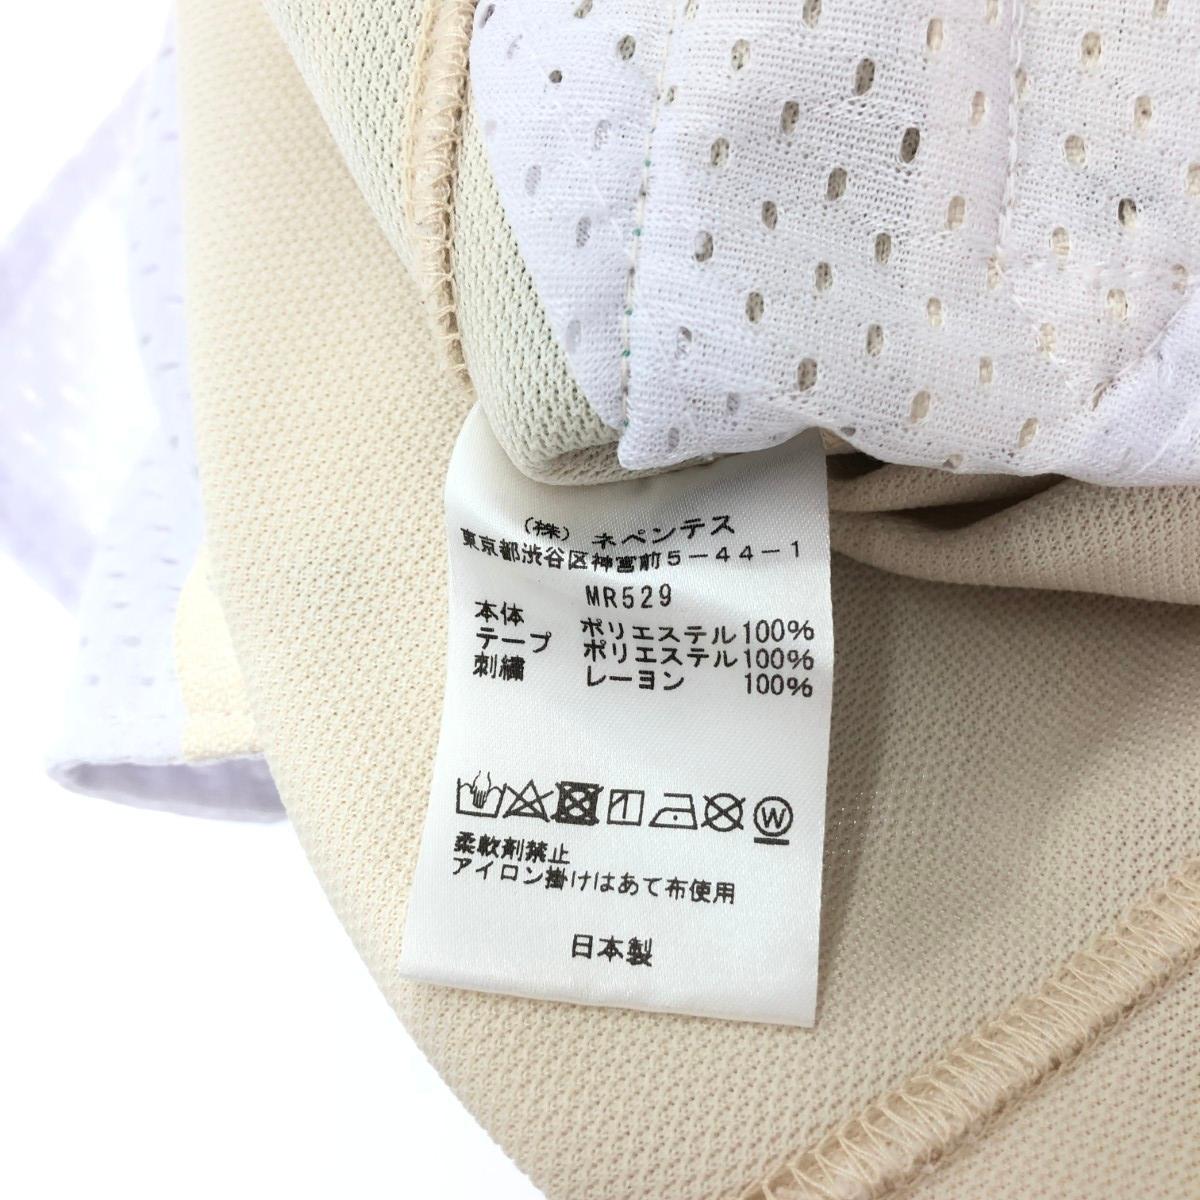 （株） ネペンテス
東京都渋谷区神宮前5-44-1
MR529
本体 ポリエステル100%
テープ ポリエステル100%
刺繍 レーヨン 100%
W
柔軟剤禁止
アイロン掛けはあて布使用
日本製